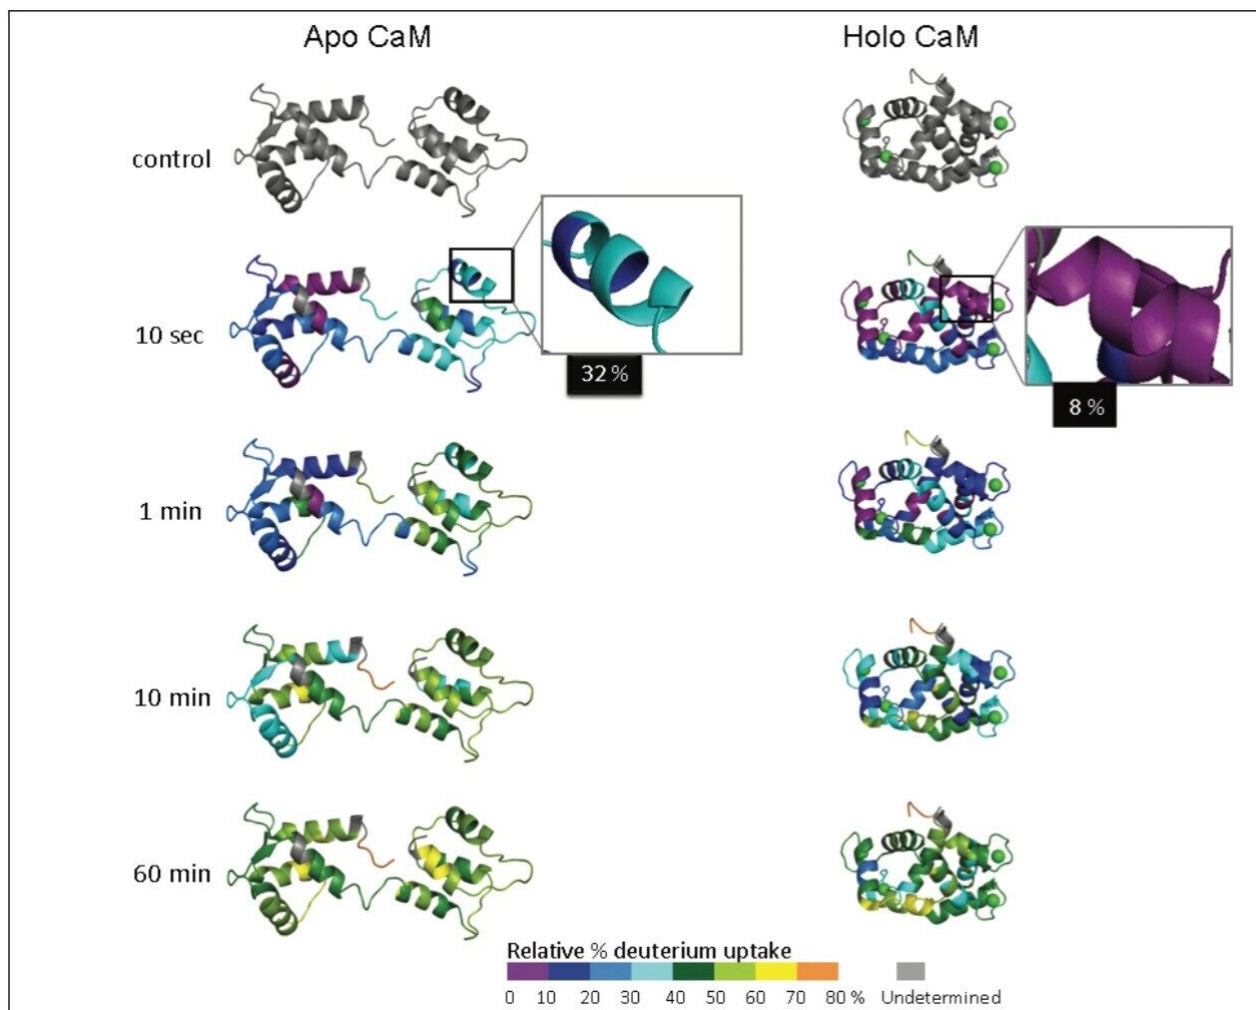 Apo CaM
Holo CaM
control
10 sec
32 %
8 %
1 min
10 min
60 min
Relative % deuterium uptake
0 10 20 30 40 50 60 70 80 % Undetermined